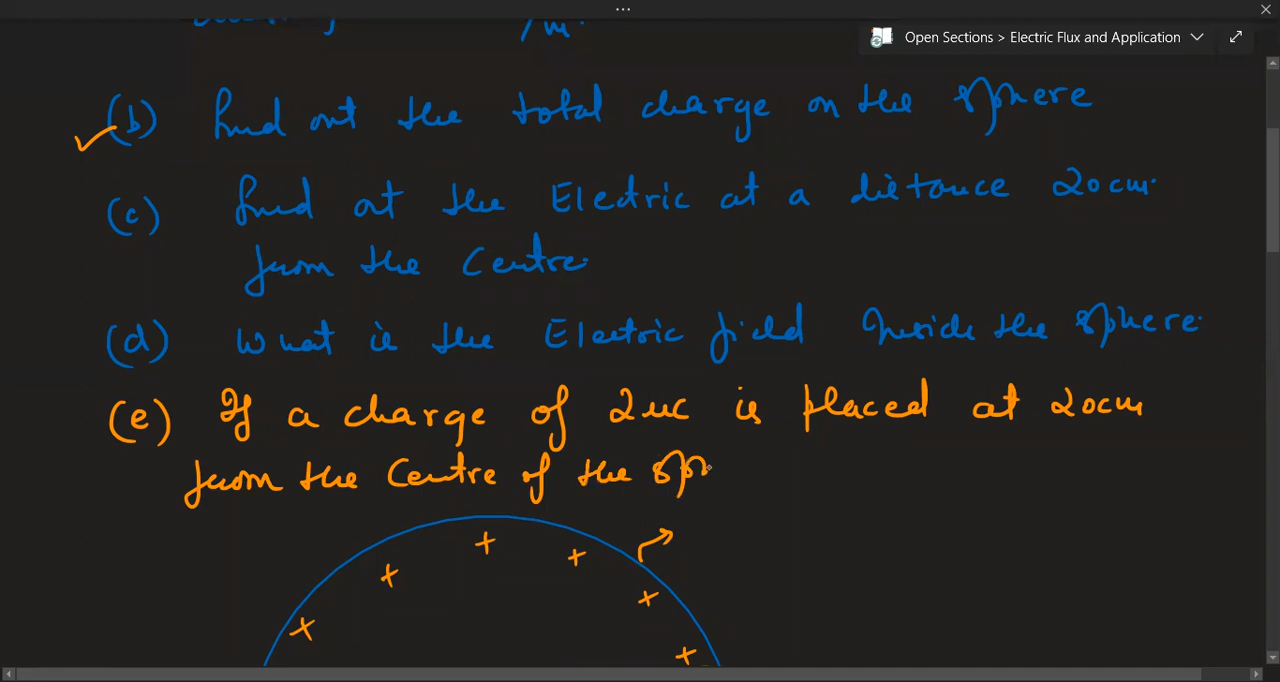 ...
Open Sections > Electric Flux and Application
/m.
(b) find out the total charge on the sphere
(c) find out the Electric at a distance 20cm.
from the Centre.
(d) What is the Electric field inside the sphere.
(e) If a charge of 2uc is placed at 20cm
from the Centre of the sph
+ + + + + + +